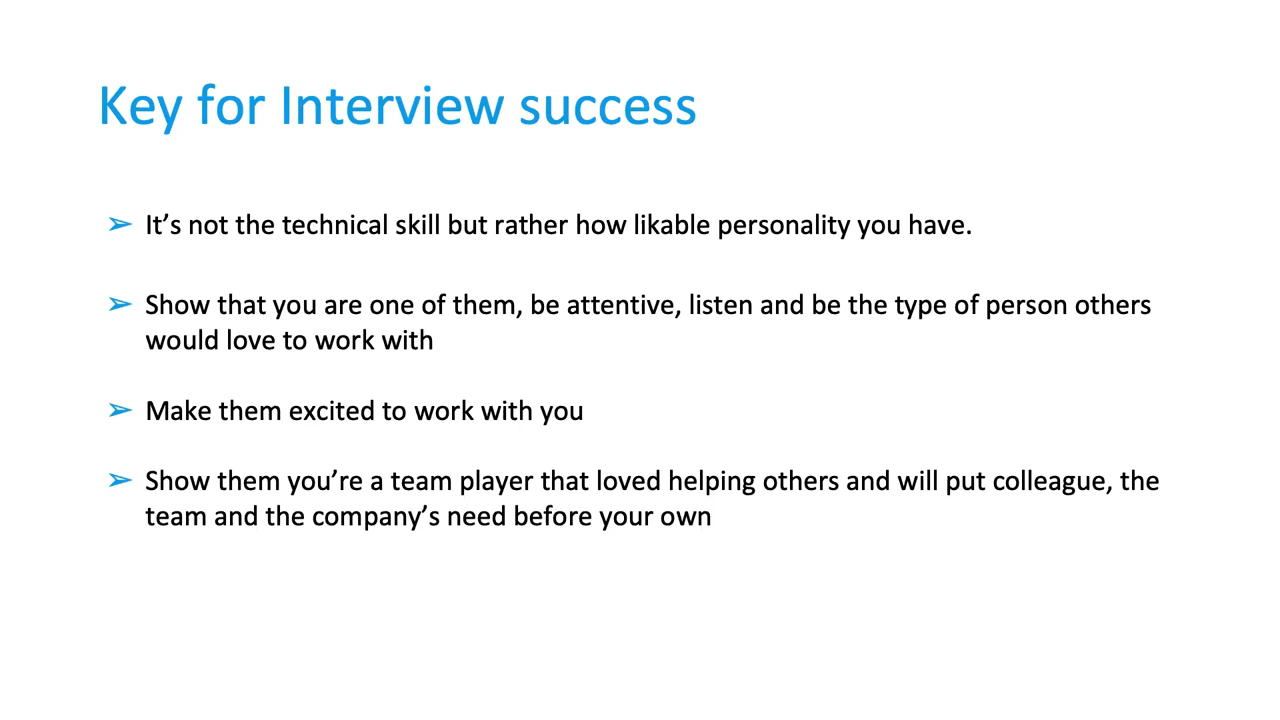 Key for Interview success
➢ It’s not the technical skill but rather how likable personality you have.
➢ Show that you are one of them, be attentive, listen and be the type of person others
would love to work with
➢ Make them excited to work with you
➢ Show them you’re a team player that loved helping others and will put colleague, the
team and the company’s need before your own